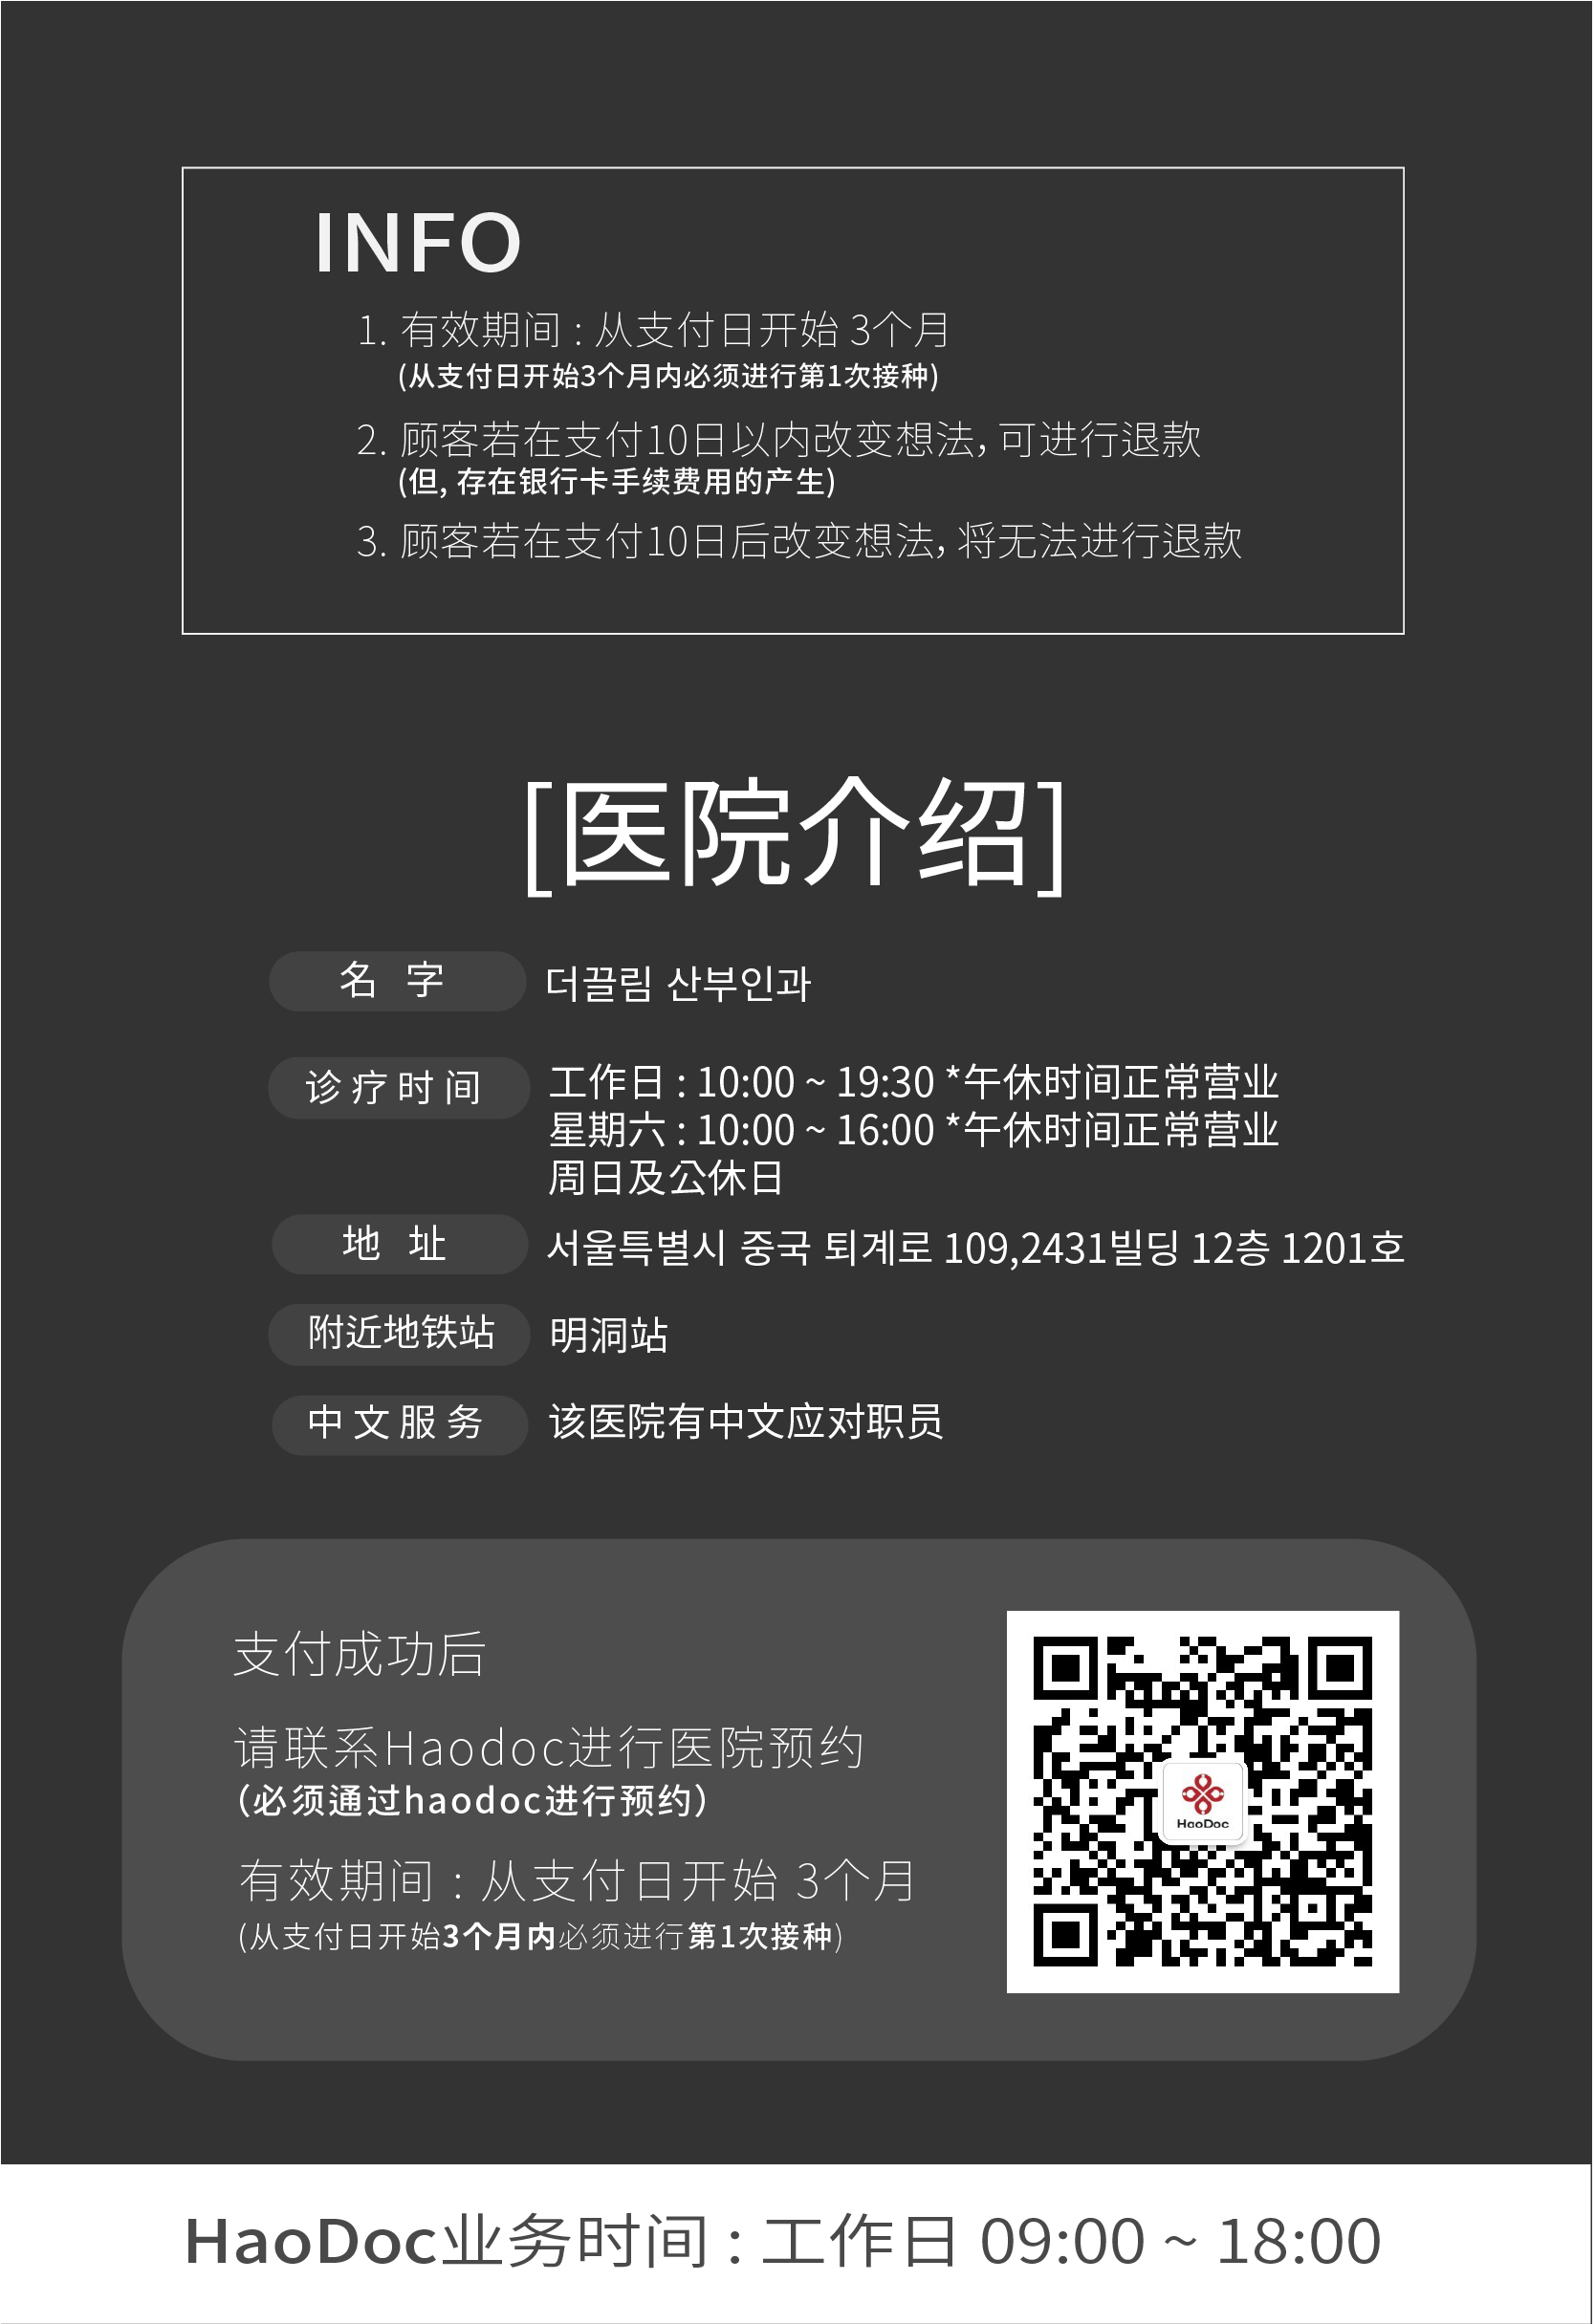 INFO
1. 有效期间 : 从支付日开始 3个月
(从支付日开始3个月内必须进行第1次接种)
2. 顾客若在支付10日以内改变想法, 可进行退款
(但, 存在银行卡手续费用的产生)
3. 顾客若在支付10日后改变想法, 将无法进行退款
[医院介绍]
名 字 더끌림 산부인과
诊疗时间 工作日 : 10:00 ~ 19:30 *午休时间正常营业
星期六 : 10:00 ~ 16:00 *午休时间正常营业
周日及公休日
地 址 서울특별시 중국 퇴계로 109,2431빌딩 12층 1201호
附近地铁站 明洞站
中文服务 该医院有中文应对职员
支付成功后
请联系Haodoc进行医院预约
(必须通过haodoc进行预约)
有效期间 : 从支付日开始 3个月
(从支付日开始3个月内必须进行第1次接种)
HaoDoc
HaoDoc业务时间 : 工作日 09:00 ~ 18:00